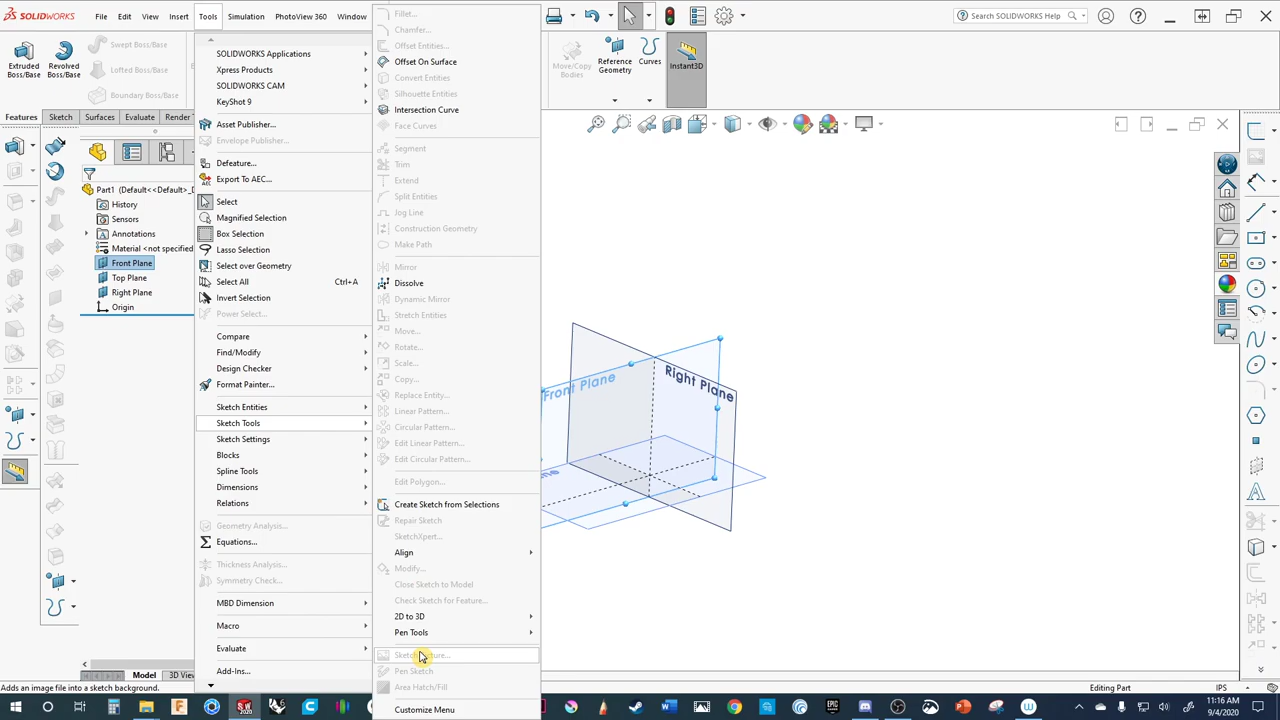 SOLIDWORKS
File
Edit
View
Insert
Tools
Simulation
PhotoView 360
Window
Search SOLIDWORKS Help
Extruded
Boss/Base
Revolved
Boss/Base
Swept Boss/Base
Lofted Boss/Base
Boundary Boss/Base
Move/Copy
Bodies
Reference
Geometry
Curves
Instant3D
Features
Sketch
Surfaces
Evaluate
Render T
Part1 (Default<<Default>_D
History
Sensors
Annotations
Material <not specified
Front Plane
Top Plane
Right Plane
Origin
SOLIDWORKS Applications
Xpress Products
SOLIDWORKS CAM
KeyShot 9
Asset Publisher...
Envelope Publisher...
Defeature...
Export To AEC...
Select
Magnified Selection
Box Selection
Lasso Selection
Select over Geometry
Select All Ctrl+A
Invert Selection
Power Select...
Compare
Find/Modify
Design Checker
Format Painter...
Sketch Entities
Sketch Tools
Sketch Settings
Blocks
Spline Tools
Dimensions
Relations
Geometry Analysis...
Equations...
Thickness Analysis...
Symmetry Check...
MBD Dimension
Macro
Evaluate
Add-Ins...
Fillet...
Chamfer...
Offset Entities...
Offset On Surface
Convert Entities
Silhouette Entities
Intersection Curve
Face Curves
Segment
Trim
Extend
Split Entities
Jog Line
Construction Geometry
Make Path
Mirror
Dissolve
Dynamic Mirror
Stretch Entities
Move...
Rotate...
Scale...
Copy...
Replace Entity...
Linear Pattern...
Circular Pattern...
Edit Linear Pattern...
Edit Circular Pattern...
Edit Polygon...
Create Sketch from Selections
Repair Sketch
SketchXpert...
Align
Modify...
Close Sketch to Model
Check Sketch for Feature...
2D to 3D
Pen Tools
Sketch Picture...
Pen Sketch
Area Hatch/Fill
Customize Menu
Front Plane
Right Plane
Model
3D View
Adds an image file into a sketch background.
Editing Part
IPS
11:16 AM
9/4/2020